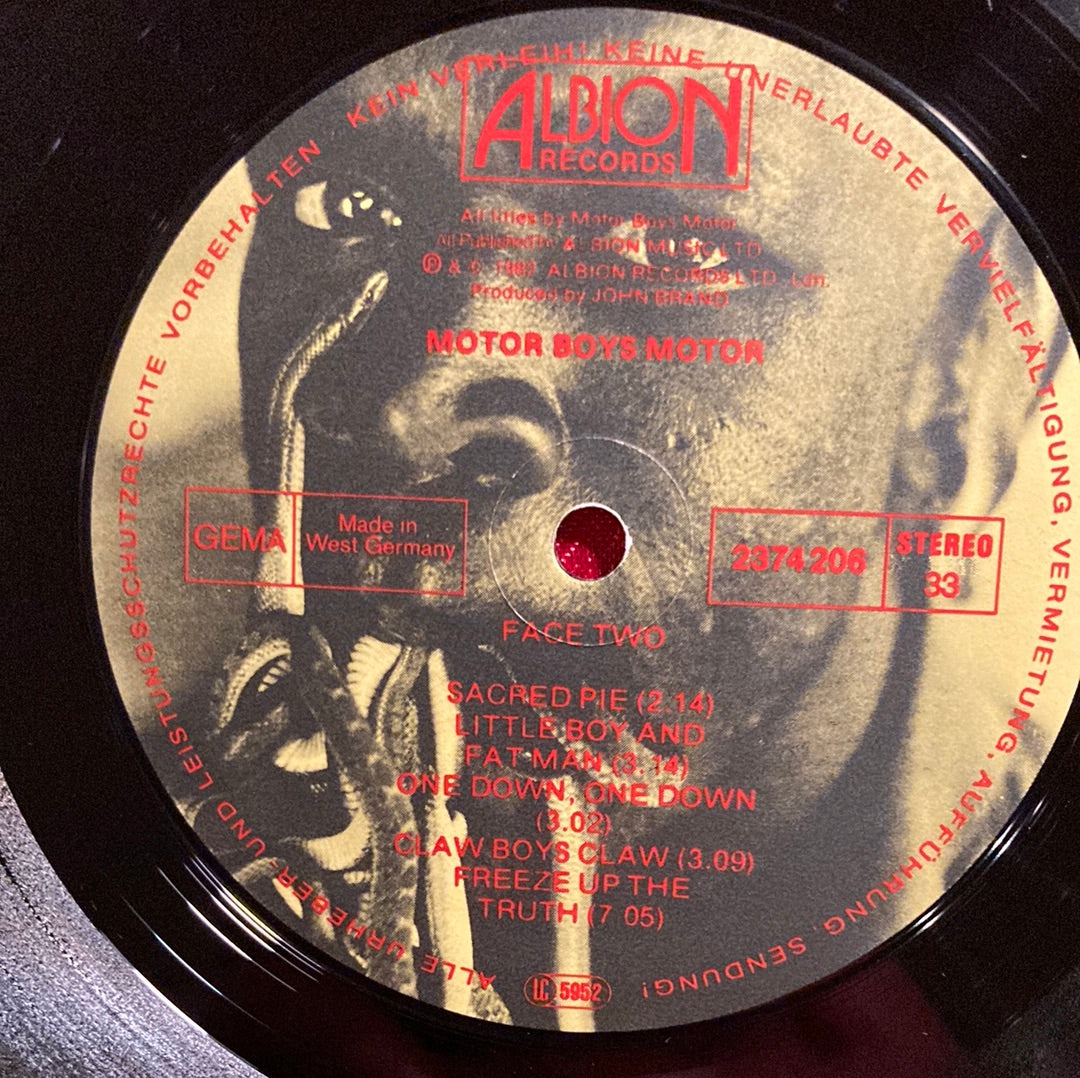 ALLE URHEBER- UND LEISTUNGSSCHUTZRECHTE VORBEHALTEN KEIN VERLEIH! KEINE UNERLAUBTE VERVIELFÄLTIGUNG, VERMIETUNG, AUFFÜHRUNG, SENDUNG!
ALBION
RECORDS
All titles by Motor Boys Motor
All Published by ALBION MUSIC LTD
Ⓟ & © 1982 ALBION RECORDS LTD. Ldn.
Produced by JOHN BRAND
MOTOR BOYS MOTOR
GEMA
Made in
West Germany
2374 206
STEREO
33
FACE TWO
SACRED PIE (2.14)
LITTLE BOY AND
FAT MAN (3.14)
ONE DOWN, ONE DOWN
(3.02)
CLAW BOYS CLAW (3.09)
FREEZE UP THE
TRUTH (7 05)
LC 5952